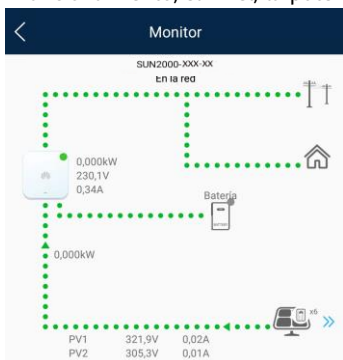 Monitor
SUN2000-XXX-XX
En la red
0,000kW
230,1V
0,34A
Batería
0,000kW
x6
PV1 321,9V 0,02A
PV2 305,3V 0,01A